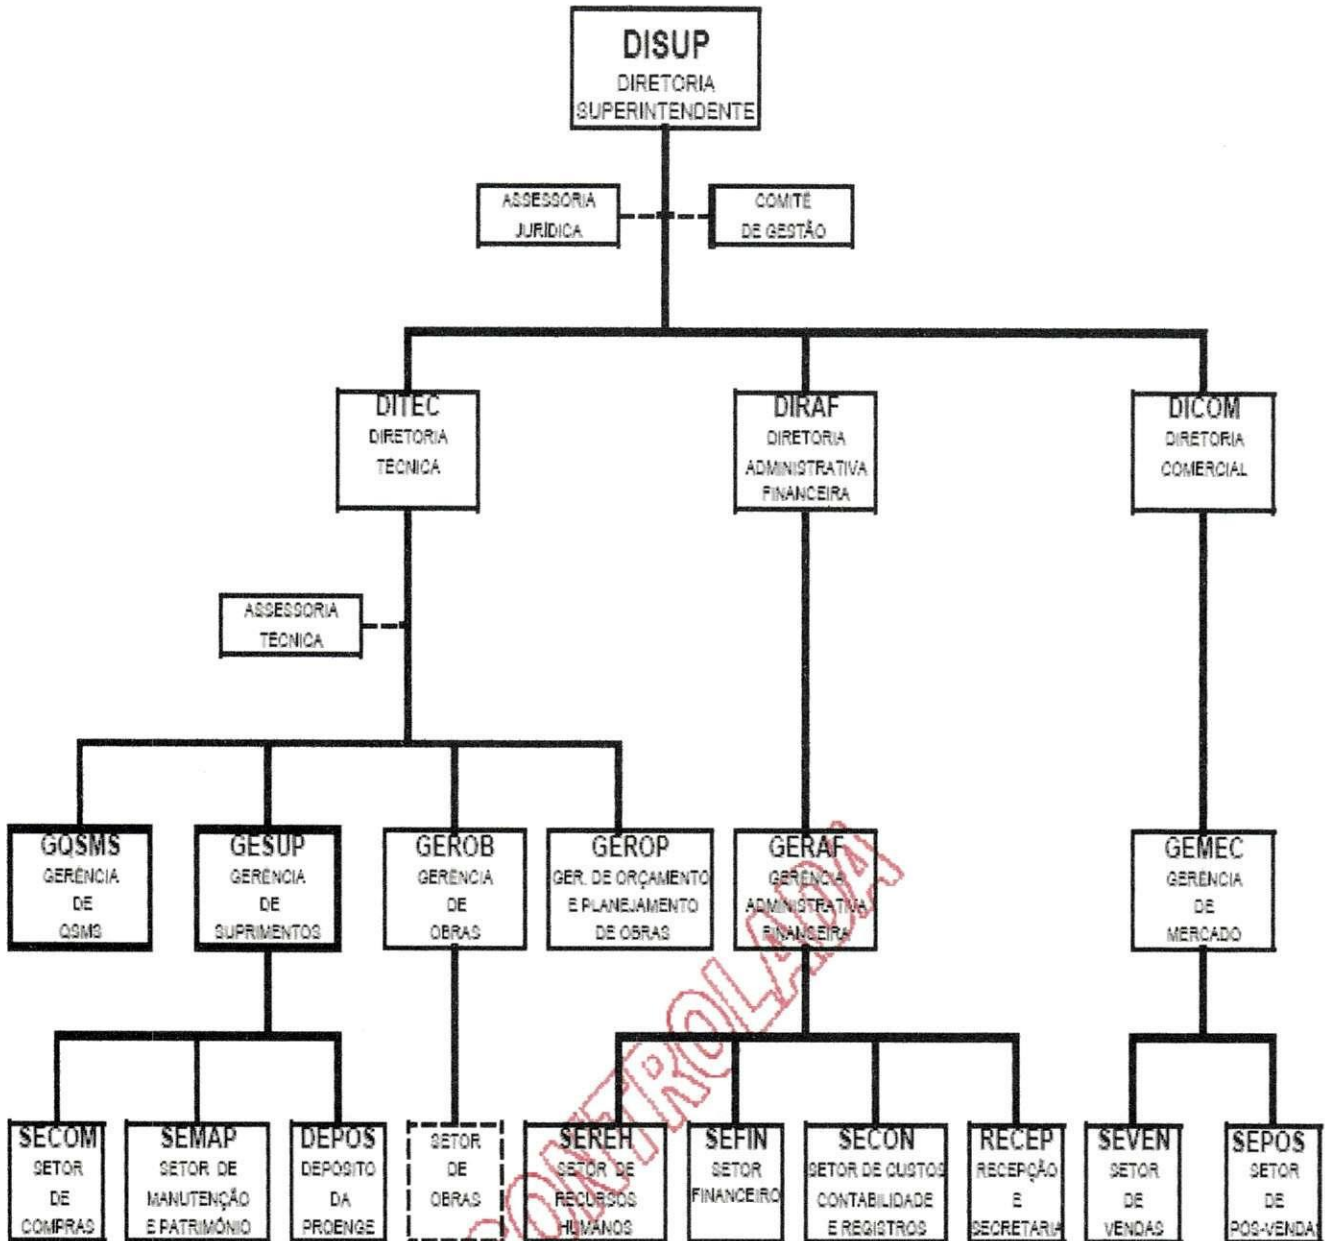 DISUP
DIRETORIA
SUPERINTENDENTE
ASSESSORIA
JURÍDICA
COMITÊ
DE GESTÃO
DITEC
DIRETORIA
TÉCNICA
DIRAF
DIRETORIA
ADMINISTRATIVA
FINANCEIRA
DICOM
DIRETORIA
COMERCIAL
ASSESSORIA
TÉCNICA
GQSMS
GERÊNCIA
DE
QSMS
GESUP
GERÊNCIA
DE
SUPRIMENTOS
GEROB
GERÊNCIA
DE
OBRAS
GEROP
GER. DE ORÇAMENTO
E PLANEJAMENTO
DE OBRAS
GERAF
GERÊNCIA
ADMINISTRATIVA
FINANCEIRA
GEMEC
GERÊNCIA
DE
MERCADO
SECOM
SETOR
DE
COMPRAS
SEMAP
SETOR DE
MANUTENÇÃO
E PATRIMÔNIO
DEPOS
DEPÓSITO
DA
PROENGE
SETOR
DE
OBRAS
SEREH
SETOR DE
RECURSOS
HUMANOS
SEFIN
SETOR
FINANCEIRO
SECON
SETOR DE CUSTOS
CONTABILIDADE
E REGISTROS
RECEP
RECEPÇÃO
E
SECRETARIA
SEVEN
SETOR
DE
VENDAS
SEPOS
SETOR
DE
PÓS-VENDA
CONTROLADA